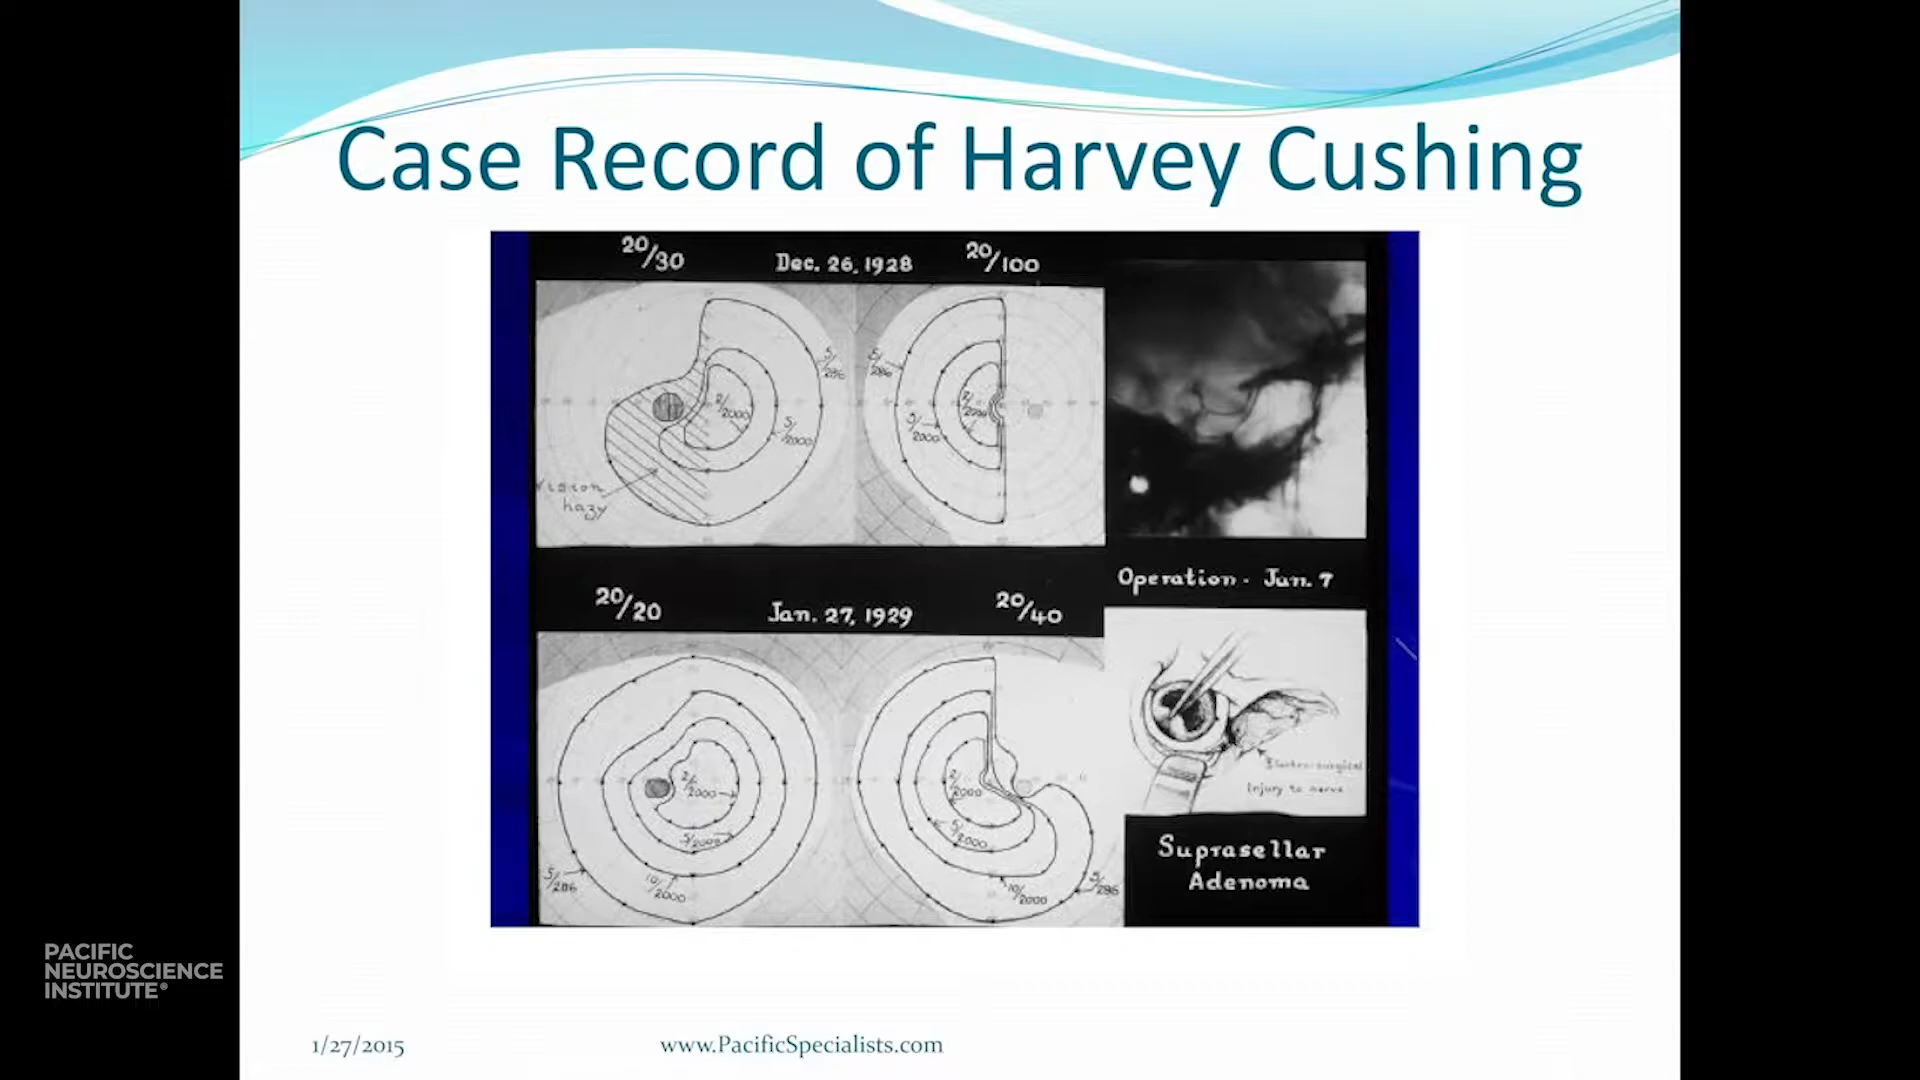 Case Record of Harvey Cushing
20/30 Dec. 26, 1928 20/100
5/286
5/286
2/2000
2/2000
5/2000
5/2000
vision
hazy
Operation - Jan. 7
20/20 Jan. 27, 1929 20/40
2/2000
2/2000
5/2000
5/2000
5/286
10/2000
10/2000
5/286
Electro-surgical
Injury to nerve
Suprasellar
Adenoma
PACIFIC
NEUROSCIENCE
INSTITUTE®
1/27/2015
www.PacificSpecialists.com